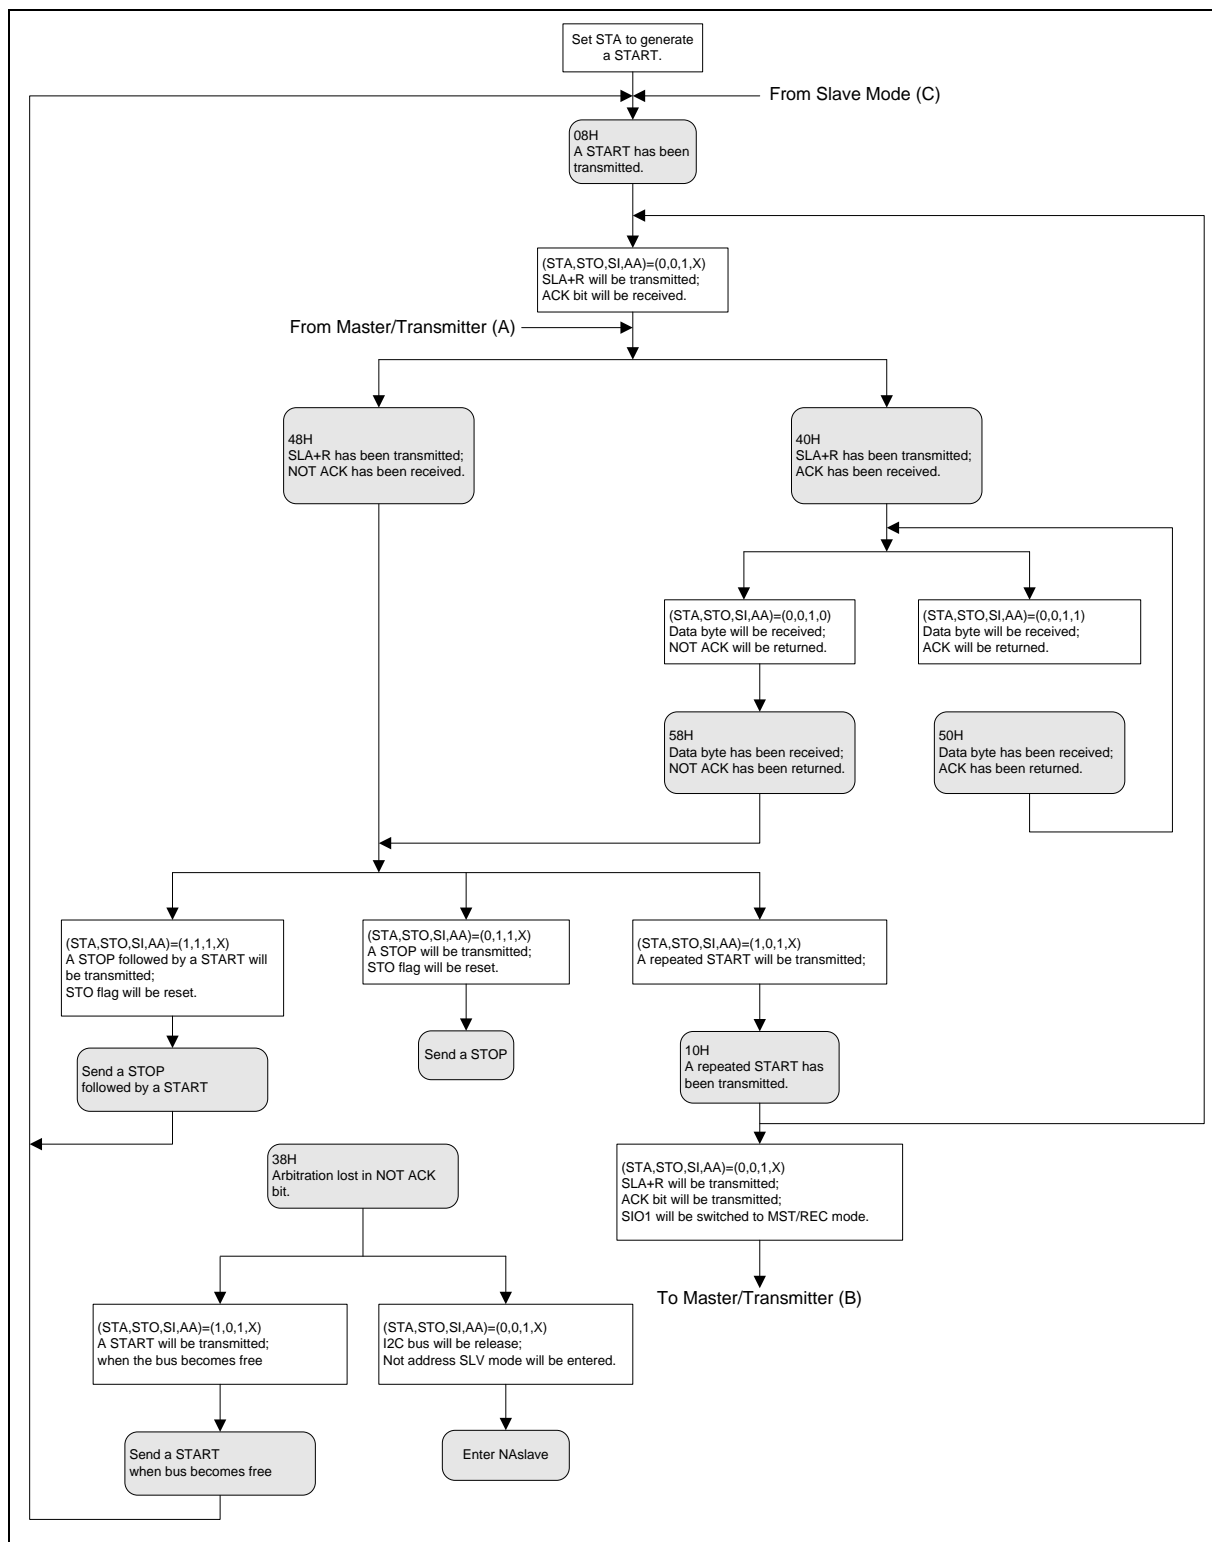 Set STA to generate
a START.
From Slave Mode (C)
08H
A START has been
transmitted.
(STA,STO,SI,AA)=(0,0,1,X)
SLA+R will be transmitted;
ACK bit will be received.
From Master/Transmitter (A)
48H
SLA+R has been transmitted;
NOT ACK has been received.
40H
SLA+R has been transmitted;
ACK has been received.
(STA,STO,SI,AA)=(0,0,1,0)
Data byte will be received;
NOT ACK will be returned.
(STA,STO,SI,AA)=(0,0,1,1)
Data byte will be received;
ACK will be returned.
58H
Data byte has been received;
NOT ACK has been returned.
50H
Data byte has been received;
ACK has been returned.
(STA,STO,SI,AA)=(1,1,1,X)
A STOP followed by a START will
be transmitted;
STO flag will be reset.
(STA,STO,SI,AA)=(0,1,1,X)
A STOP will be transmitted;
STO flag will be reset.
(STA,STO,SI,AA)=(1,0,1,X)
A repeated START will be transmitted;
Send a STOP
followed by a START
Send a STOP
10H
A repeated START has
been transmitted.
38H
Arbitration lost in NOT ACK
bit.
(STA,STO,SI,AA)=(0,0,1,X)
SLA+R will be transmitted;
ACK bit will be transmitted;
SIO1 will be switched to MST/REC mode.
To Master/Transmitter (B)
(STA,STO,SI,AA)=(1,0,1,X)
A START will be transmitted;
when the bus becomes free
(STA,STO,SI,AA)=(0,0,1,X)
I2C bus will be release;
Not address SLV mode will be entered.
Send a START
when bus becomes free
Enter NAslave